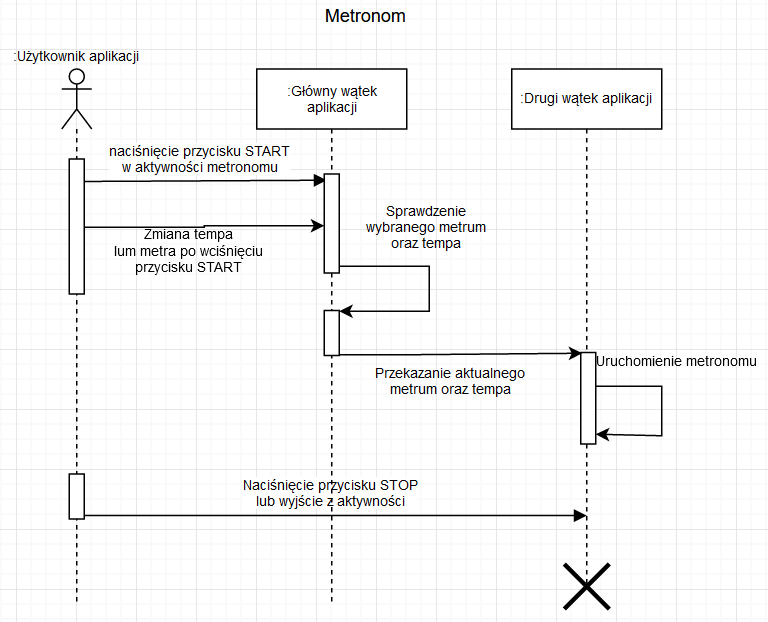 Metronom
:Użytkownik aplikacji
:Główny wątek
aplikacji
:Drugi wątek aplikacji
naciśnięcie przycisku START
w aktywności metronomu
Zmiana tempa
lum metra po wciśnięciu
przycisku START
Sprawdzenie
wybranego metrum
oraz tempa
Przekazanie aktualnego
metrum oraz tempa
Uruchomienie metronomu
Naciśnięcie przycisku STOP
lub wyjście z aktywności